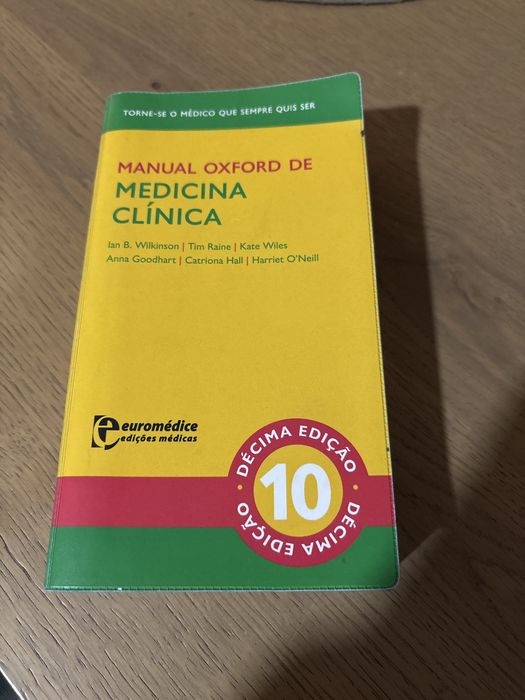 TORNE-SE O MÉDICO QUE SEMPRE QUIS SER
MANUAL OXFORD DE
MEDICINA
CLÍNICA
Ian B. Wilkinson | Tim Raine | Kate Wiles
Anna Goodhart | Catriona Hall | Harriet O'Neill
e euromédice
edições médicas
DÉCIMA EDIÇÃO
10
DÉCIMA EDIÇÃO